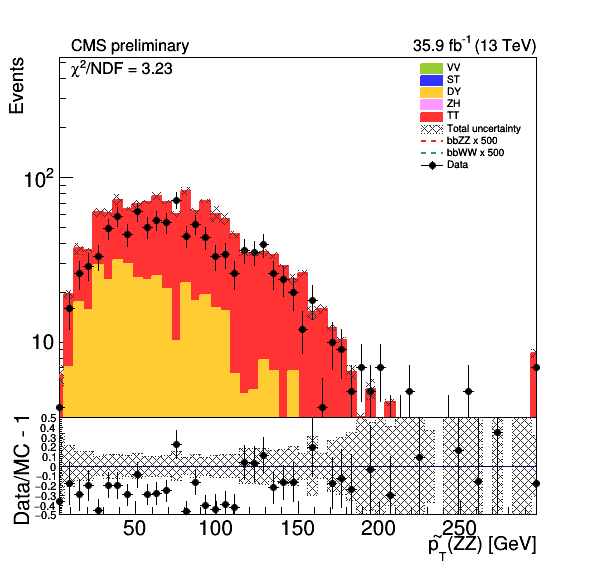 CMS preliminary
35.9 fb⁻¹ (13 TeV)
Events
χ²/NDF = 3.23
VV
ST
DY
ZH
TT
Total uncertainty
bbZZ x 500
bbWW x 500
Data
10²
10
Data/MC - 1
0.5
0.4
0.3
0.2
0.1
0
−0.1
−0.2
−0.3
−0.4
−0.5
50 100 150 200 250
p̃_T(ZZ) [GeV]